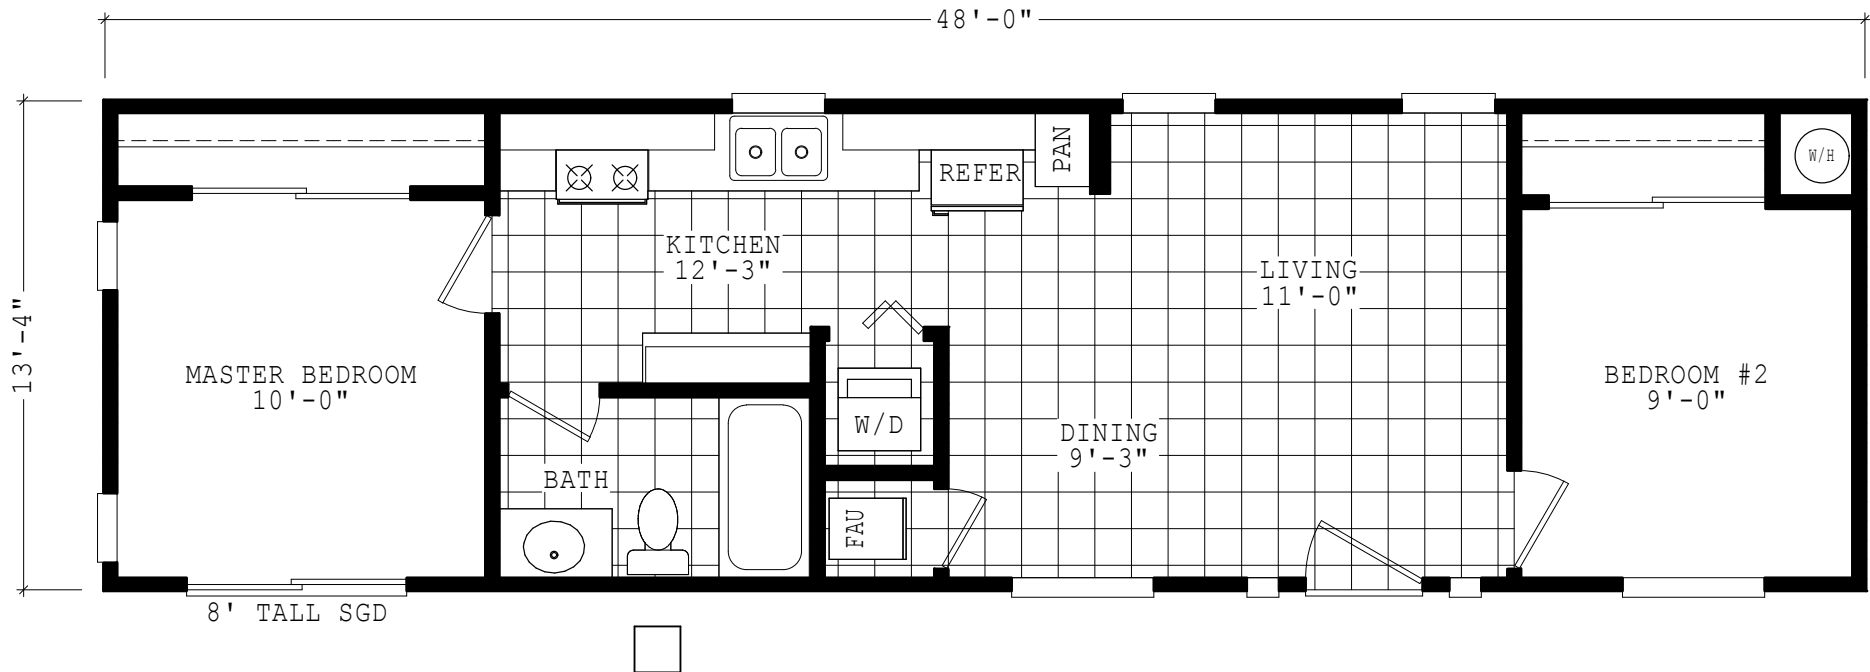 48'-0"
13'-4"
PAN
REFER
W/H
KITCHEN
12'-3"
LIVING
11'-0"
MASTER BEDROOM
10'-0"
BEDROOM #2
9'-0"
W/D
DINING
9'-3"
BATH
FAU
8' TALL SGD